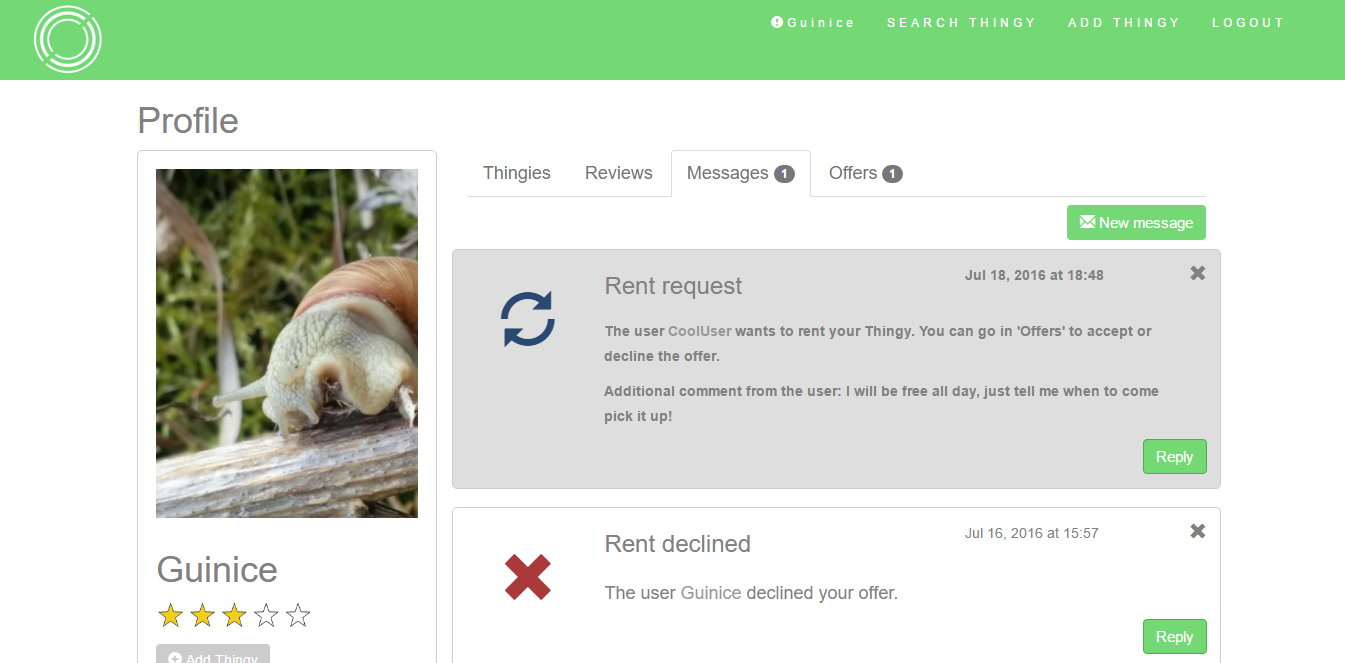 Guinice SEARCH THINGY ADD THINGY LOGOUT
Profile
Thingies Reviews Messages 1 Offers 1
New message
Rent request
Jul 18, 2016 at 18:48
The user CoolUser wants to rent your Thingy. You can go in 'Offers' to accept or
decline the offer.
Additional comment from the user: I will be free all day, just tell me when to come
pick it up!
Reply
Rent declined
Jul 16, 2016 at 15:57
The user Guinice declined your offer.
Reply
Guinice
Add Thingy